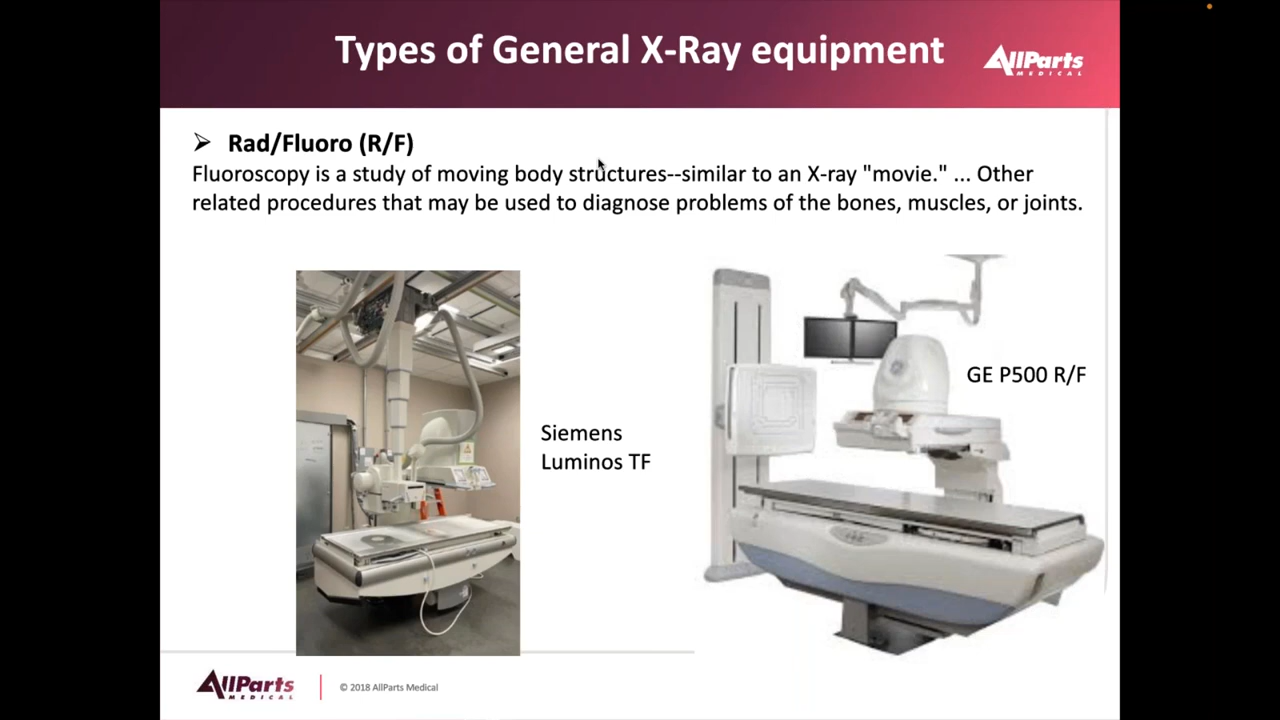 Types of General X-Ray equipment
AllParts
MEDICAL
➢ Rad/Fluoro (R/F)
Fluoroscopy is a study of moving body structures--similar to an X-ray "movie." ... Other
related procedures that may be used to diagnose problems of the bones, muscles, or joints.
GE P500 R/F
Siemens
Luminos TF
AllParts
MEDICAL
© 2018 AllParts Medical